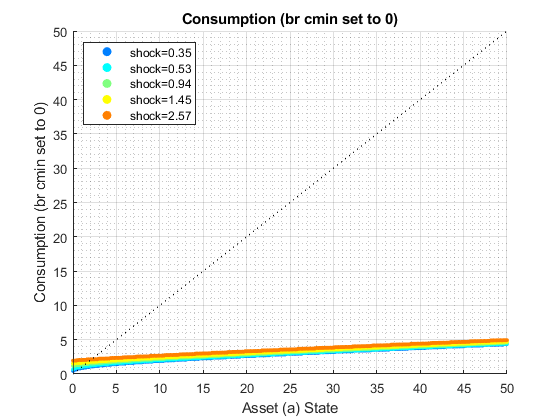 Consumption (br cmin set to 0)
50
45
40
35
30
25
20
15
10
5
0
Consumption (br cmin set to 0)
shock=0.35
shock=0.53
shock=0.94
shock=1.45
shock=2.57
0 5 10 15 20 25 30 35 40 45 50
Asset (a) State